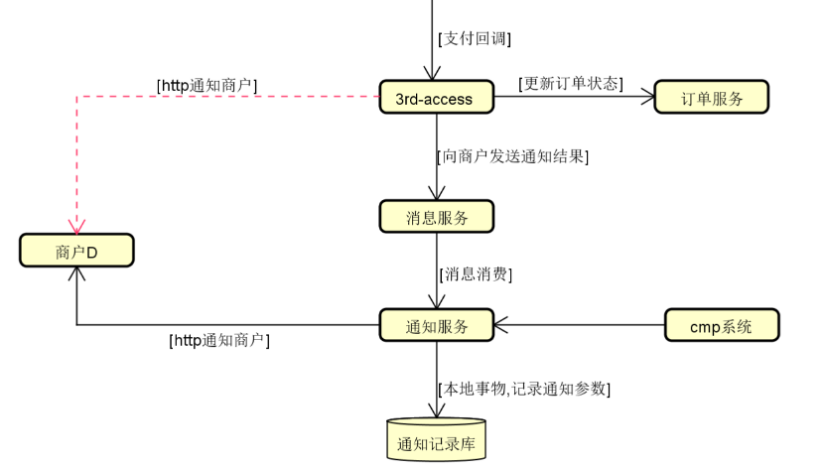 [支付回调]
[http通知商户]
[更新订单状态]
3rd-access
订单服务
[向商户发送通知结果]
消息服务
商户D
[消息消费]
通知服务
cmp系统
[http通知商户]
[本地事物,记录通知参数]
通知记录库